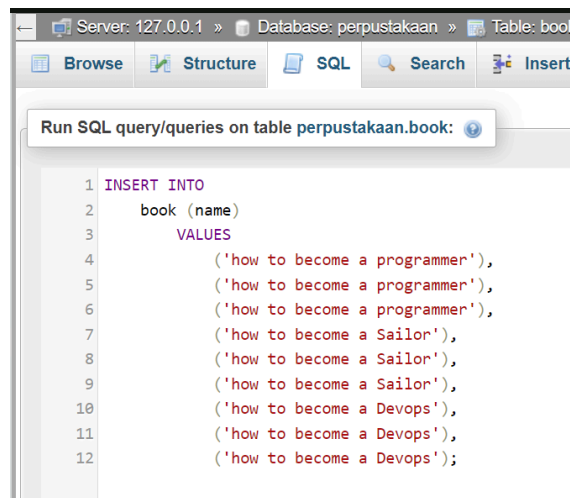 ← Server: 127.0.0.1 » Database: perpustakaan » Table: book
Browse Structure SQL Search Insert
Run SQL query/queries on table perpustakaan.book:
1 INSERT INTO
2 book (name)
3 VALUES
4 ('how to become a programmer'),
5 ('how to become a programmer'),
6 ('how to become a programmer'),
7 ('how to become a Sailor'),
8 ('how to become a Sailor'),
9 ('how to become a Sailor'),
10 ('how to become a Devops'),
11 ('how to become a Devops'),
12 ('how to become a Devops');